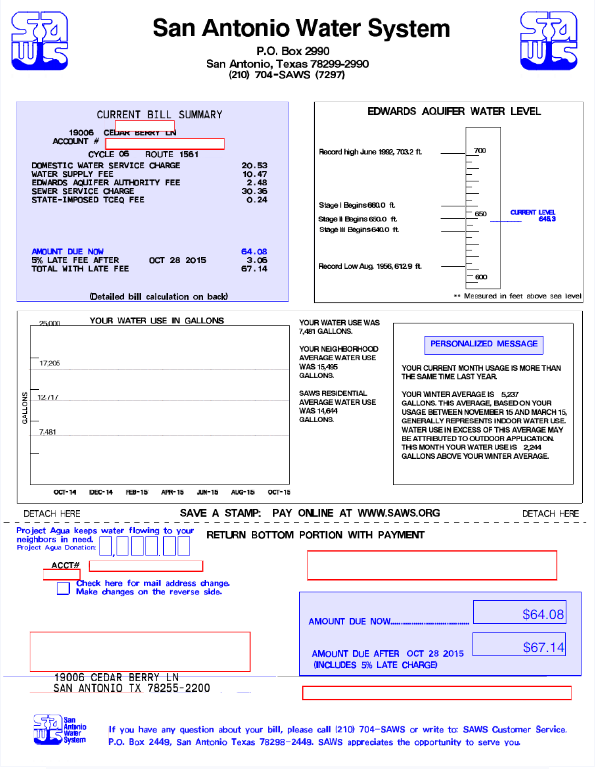 SAWS
San Antonio Water System
SAWS
P.O. Box 2990
San Antonio, Texas 78299-2990
(210) 704-SAWS (7297)
CURRENT BILL SUMMARY
19006 CEDAR BERRY LN
ACCOUNT #
CYCLE 06 ROUTE 1561
DOMESTIC WATER SERVICE CHARGE 20.53
WATER SUPPLY FEE 10.47
EDWARDS AQUIFER AUTHORITY FEE 2.48
SEWER SERVICE CHARGE 30.36
STATE-IMPOSED TCEQ FEE 0.24
AMOUNT DUE NOW 64.08
5% LATE FEE AFTER OCT 28 2015 3.06
TOTAL WITH LATE FEE 67.14
(Detailed bill calculation on back)
EDWARDS AQUIFER WATER LEVEL
Record high June 1992, 703.2 ft.
700
Stage I Begins 660.0 ft.
650
CURRENT LEVEL
Stage II Begins 650.0 ft.
645.3
Stage III Begins 640.0 ft.
Record Low Aug. 1956, 612.9 ft.
600
** Measured in feet above sea level
YOUR WATER USE IN GALLONS
25,000
17,205
12,717
7,481
GALLONS
OCT-14 DEC-14 FEB-15 APR-15 JUN-15 AUG-15 OCT-15
YOUR WATER USE WAS
7,481 GALLONS.
YOUR NEIGHBORHOOD
AVERAGE WATER USE
WAS 15,495
GALLONS.
SAWS RESIDENTIAL
AVERAGE WATER USE
WAS 14,644
GALLONS.
PERSONALIZED MESSAGE
YOUR CURRENT MONTH USAGE IS MORE THAN
THE SAME TIME LAST YEAR.
YOUR WINTER AVERAGE IS 5,237
GALLONS. THIS AVERAGE, BASED ON YOUR
USAGE BETWEEN NOVEMBER 15 AND MARCH 15,
GENERALLY REPRESENTS INDOOR WATER USE.
WATER USE IN EXCESS OF THIS AVERAGE MAY
BE ATTRIBUTED TO OUTDOOR APPLICATION.
THIS MONTH YOUR WATER USE IS 2,244
GALLONS ABOVE YOUR WINTER AVERAGE.
DETACH HERE SAVE A STAMP: PAY ONLINE AT WWW.SAWS.ORG DETACH HERE
Project Agua keeps water flowing to your
neighbors in need.
Project Agua Donation:
RETURN BOTTOM PORTION WITH PAYMENT
ACCT#
Check here for mail address change.
Make changes on the reverse side.
AMOUNT DUE NOW $64.08
AMOUNT DUE AFTER OCT 28 2015 $67.14
(INCLUDES 5% LATE CHARGE)
19006 CEDAR BERRY LN
SAN ANTONIO TX 78255-2200
SAWS San Antonio Water System
If you have any question about your bill, please call (210) 704-SAWS or write to: SAWS Customer Service.
P.O. Box 2449, San Antonio Texas 78298-2449. SAWS appreciates the opportunity to serve you.